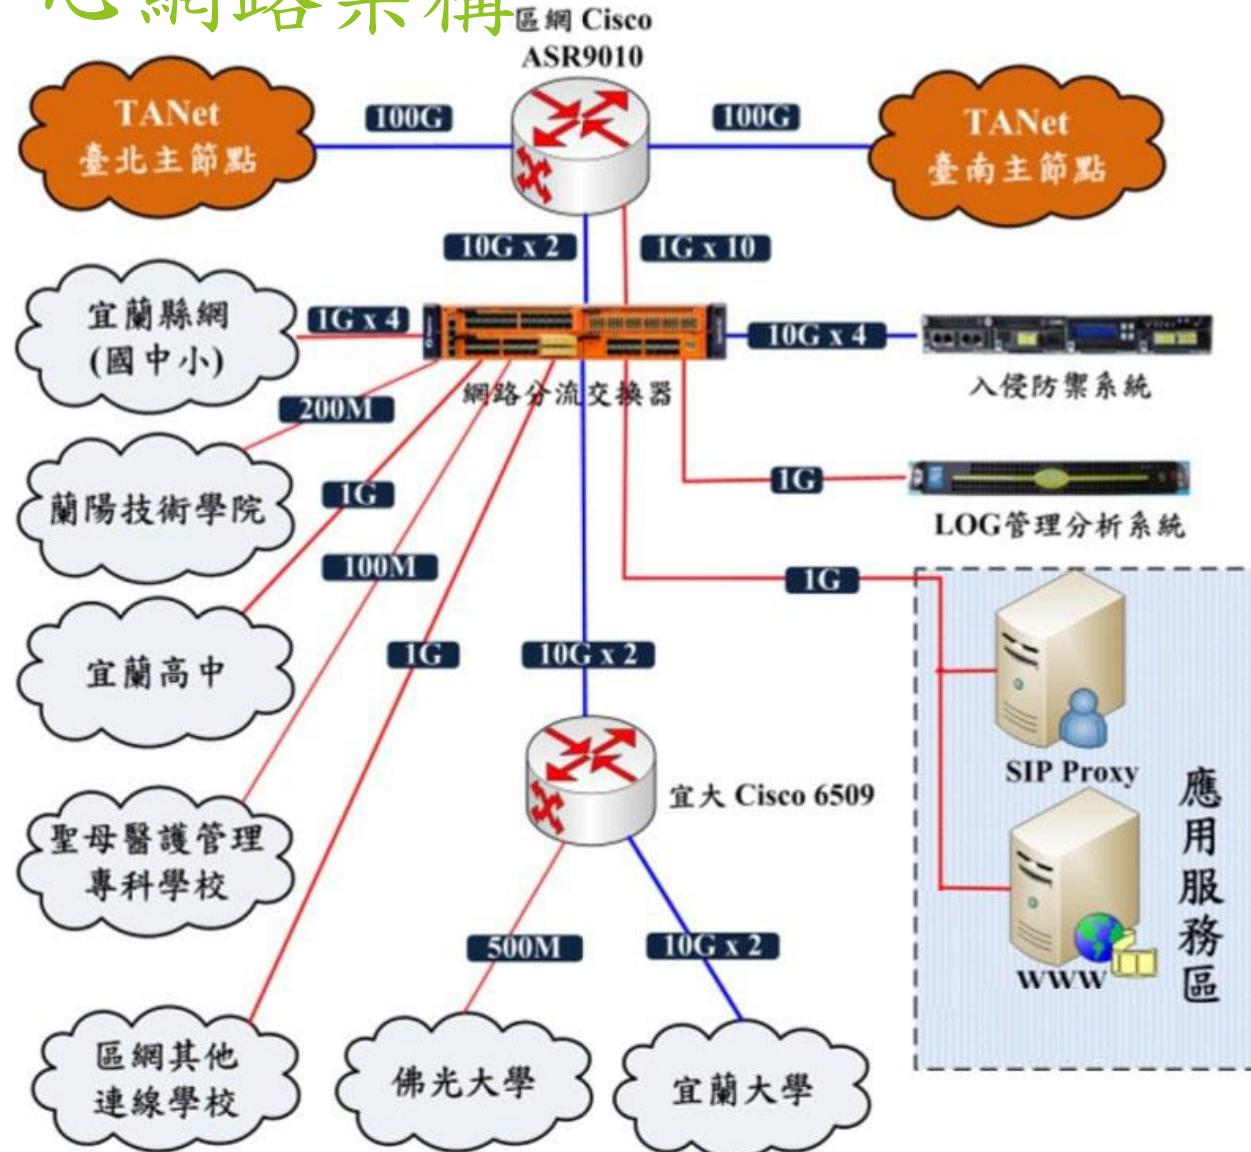 心網路架構
區網 Cisco
ASR9010
TANet
臺北主節點
100G
100G
TANet
臺南主節點
10G x 2
1G x 10
宜蘭縣網
(國中小)
1G x 4
10G x 4
網路分流交換器
入侵防禦系統
200M
蘭陽技術學院
1G
1G
LOG管理分析系統
100M
1G
宜蘭高中
1G
10G x 2
SIP Proxy
宜大 Cisco 6509
聖母醫護管理
專科學校
500M
10G x 2
WWW
應用服務區
區網其他
連線學校
佛光大學
宜蘭大學